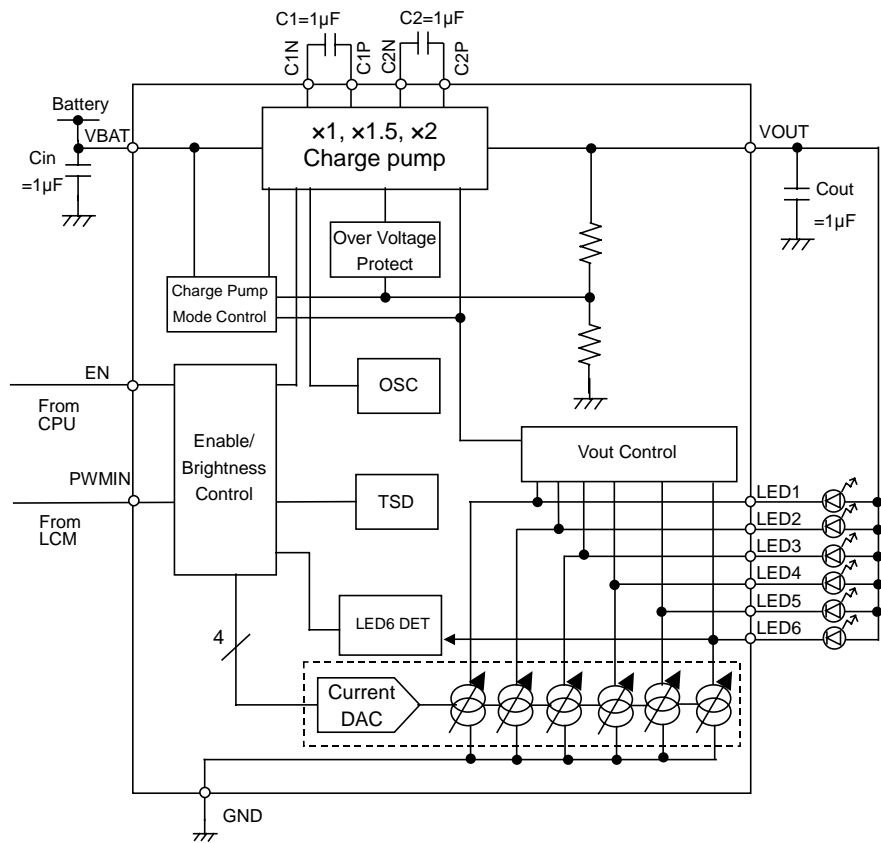 C1=1μF
C2=1μF
C1N
C1P
C2N
C2P
Battery
VBAT
Cin
=1μF
×1, ×1.5, ×2
Charge pump
VOUT
Cout
=1μF
Over Voltage
Protect
Charge Pump
Mode Control
EN
From
CPU
OSC
Enable/
Brightness
Control
Vout Control
PWMIN
From
LCM
TSD
LED1
LED2
LED3
LED4
LED5
LED6
LED6 DET
4
Current
DAC
GND